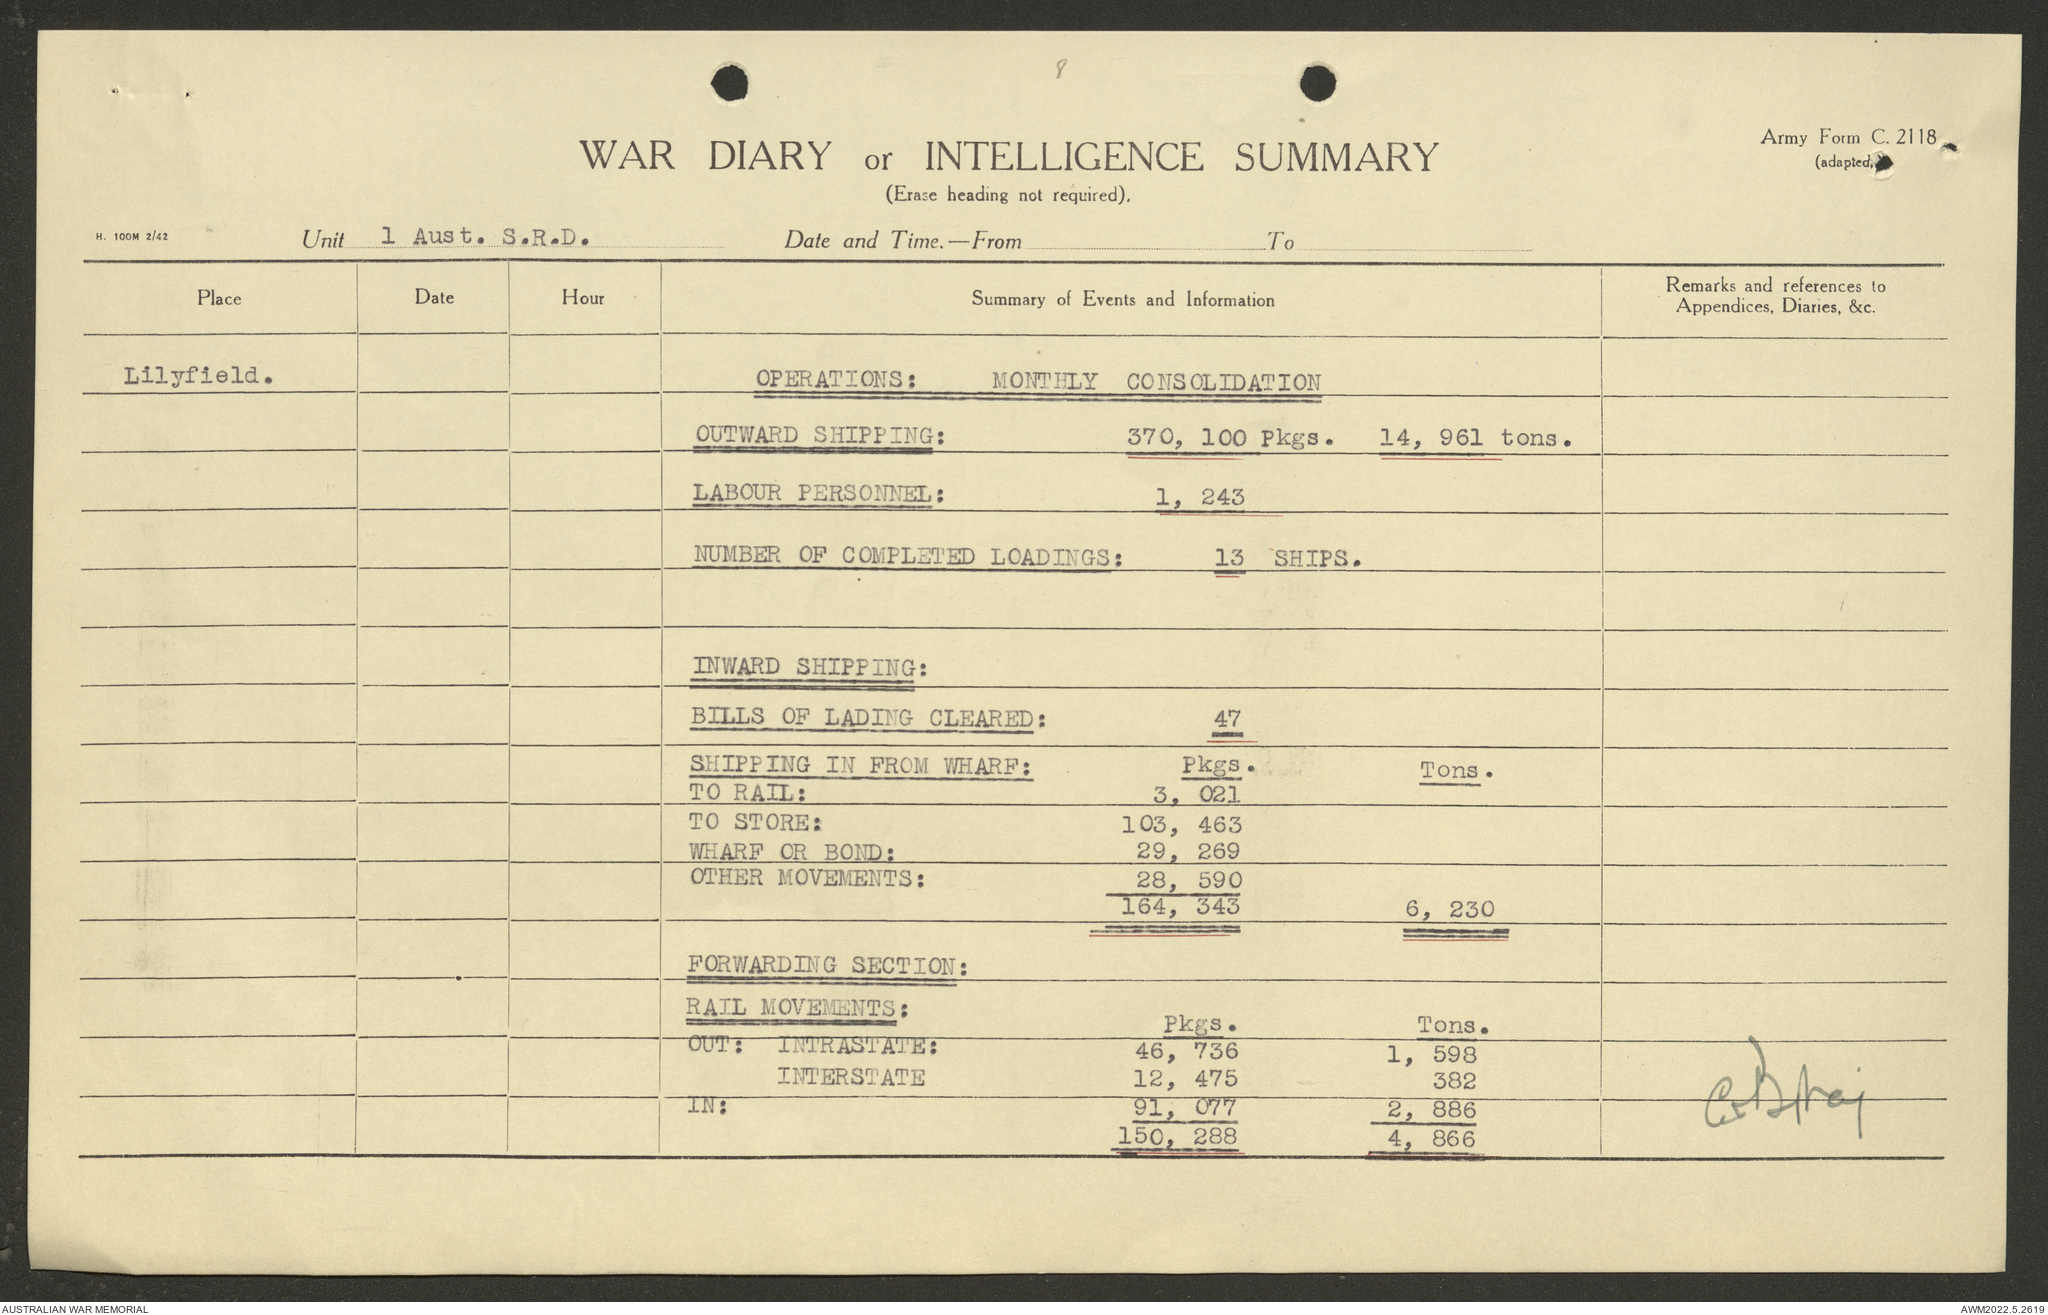 8
WAR DIARY or INTELLIGENCE SUMMARY
Army Form C. 2118
(adapted.)
(Erase heading not required).
H. 100M 2/42
Unit 1 Aust. S.R.D. Date and Time.—From To
Place Date Hour Summary of Events and Information Remarks and references to Appendices, Diaries, &c.
Lilyfield. OPERATIONS: MONTHLY CONSOLIDATION
OUTWARD SHIPPING: 370, 100 Pkgs. 14, 961 tons.
LABOUR PERSONNEL: 1, 243
NUMBER OF COMPLETED LOADINGS: 13 SHIPS.
INWARD SHIPPING:
BILLS OF LADING CLEARED: 47
SHIPPING IN FROM WHARF: Pkgs. Tons.
TO RAIL: 3, 021
TO STORE: 103, 463
WHARF OR BOND: 29, 269
OTHER MOVEMENTS: 28, 590
164, 343 6, 230
FORWARDING SECTION:
RAIL MOVEMENTS:
Pkgs. Tons.
OUT: INTRASTATE: 46, 736 1, 598
INTERSTATE 12, 475 382
IN: 91, 077 2, 886
150, 288 4, 866
AUSTRALIAN WAR MEMORIAL
AWM2022.5.2619